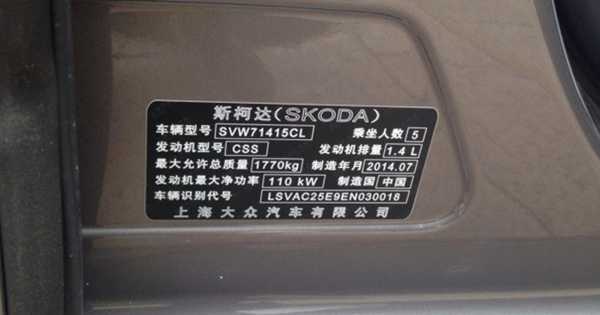 斯柯达(SKODA)
车辆型号 SVW71415CL 乘坐人数 5
发动机型号 CSS 发动机排量 1.4 L
最大允许总质量 1770kg 制造年月 2014.07
发动机最大净功率 110 kW 制造国 中国
车辆识别代号 LSVAC25E9EN030018
上海大众汽车有限公司